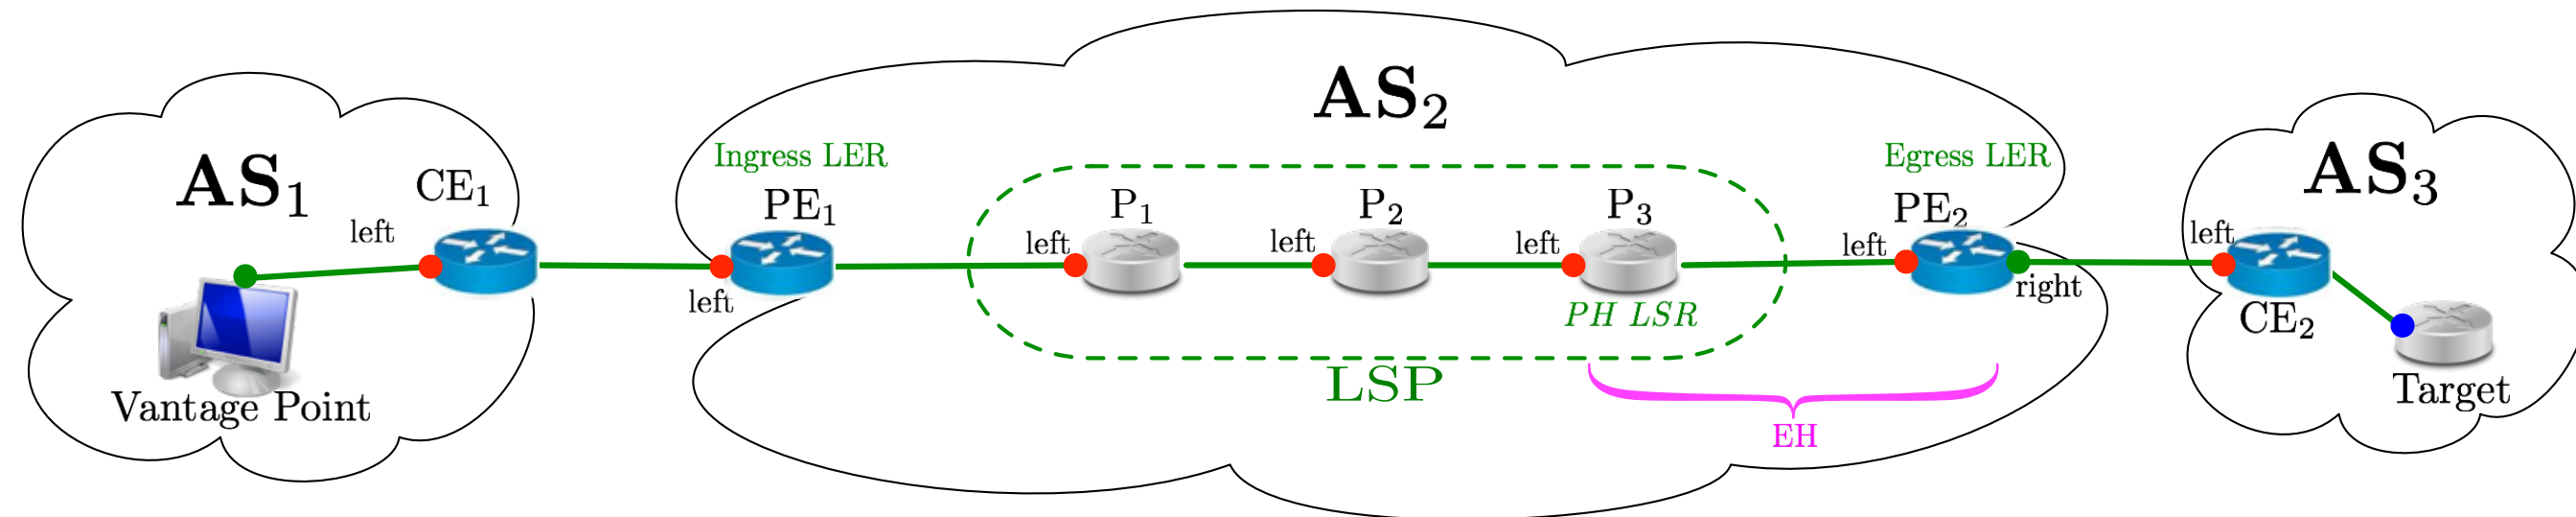 AS₁
CE₁
left
Vantage Point
AS₂
Ingress LER
PE₁
left
P₁
left
P₂
left
P₃
left
PH LSR
LSP
EH
Egress LER
PE₂
left
right
AS₃
left
CE₂
Target